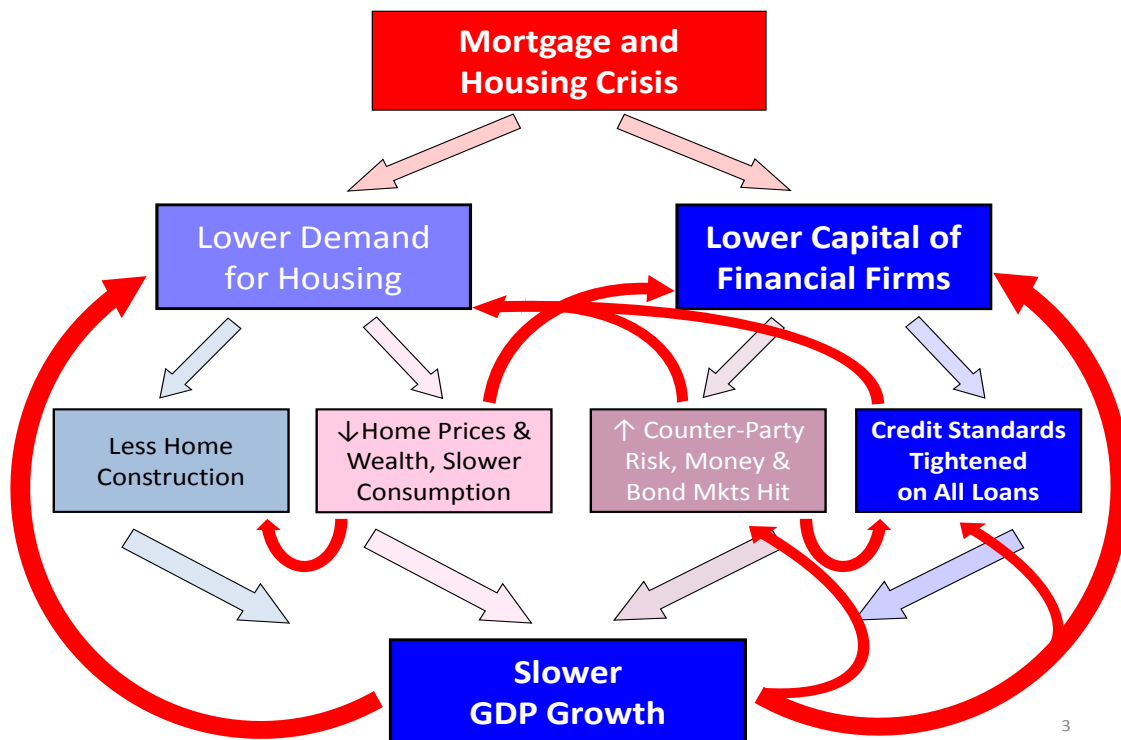 Mortgage and
Housing Crisis
Lower Demand
for Housing
Lower Capital of
Financial Firms
Less Home
Construction
↓Home Prices &
Wealth, Slower
Consumption
↑ Counter-Party
Risk, Money &
Bond Mkts Hit
Credit Standards
Tightened
on All Loans
Slower
GDP Growth
3